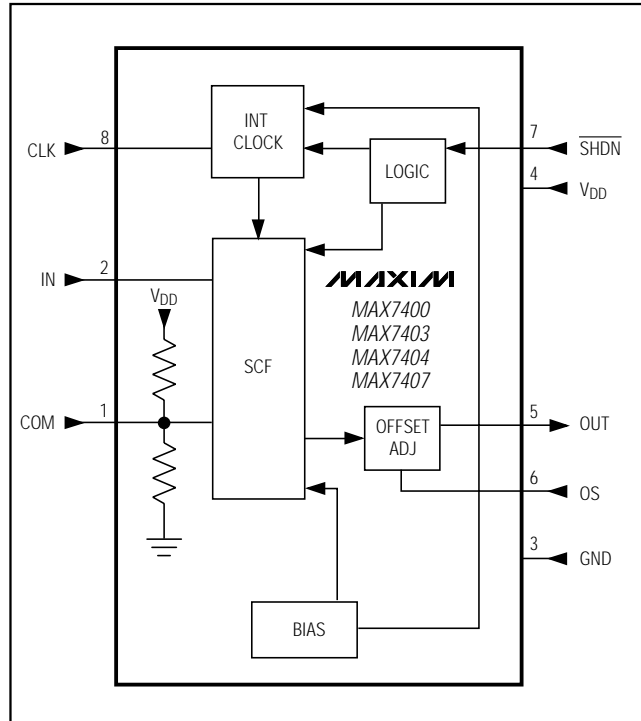 INT
CLOCK
8
CLK
7
SHDN
LOGIC
4
VDD
2
IN
VDD
MAXIM
MAX7400
MAX7403
MAX7404
MAX7407
SCF
1
COM
OFFSET
ADJ
5
OUT
6
OS
3
GND
BIAS